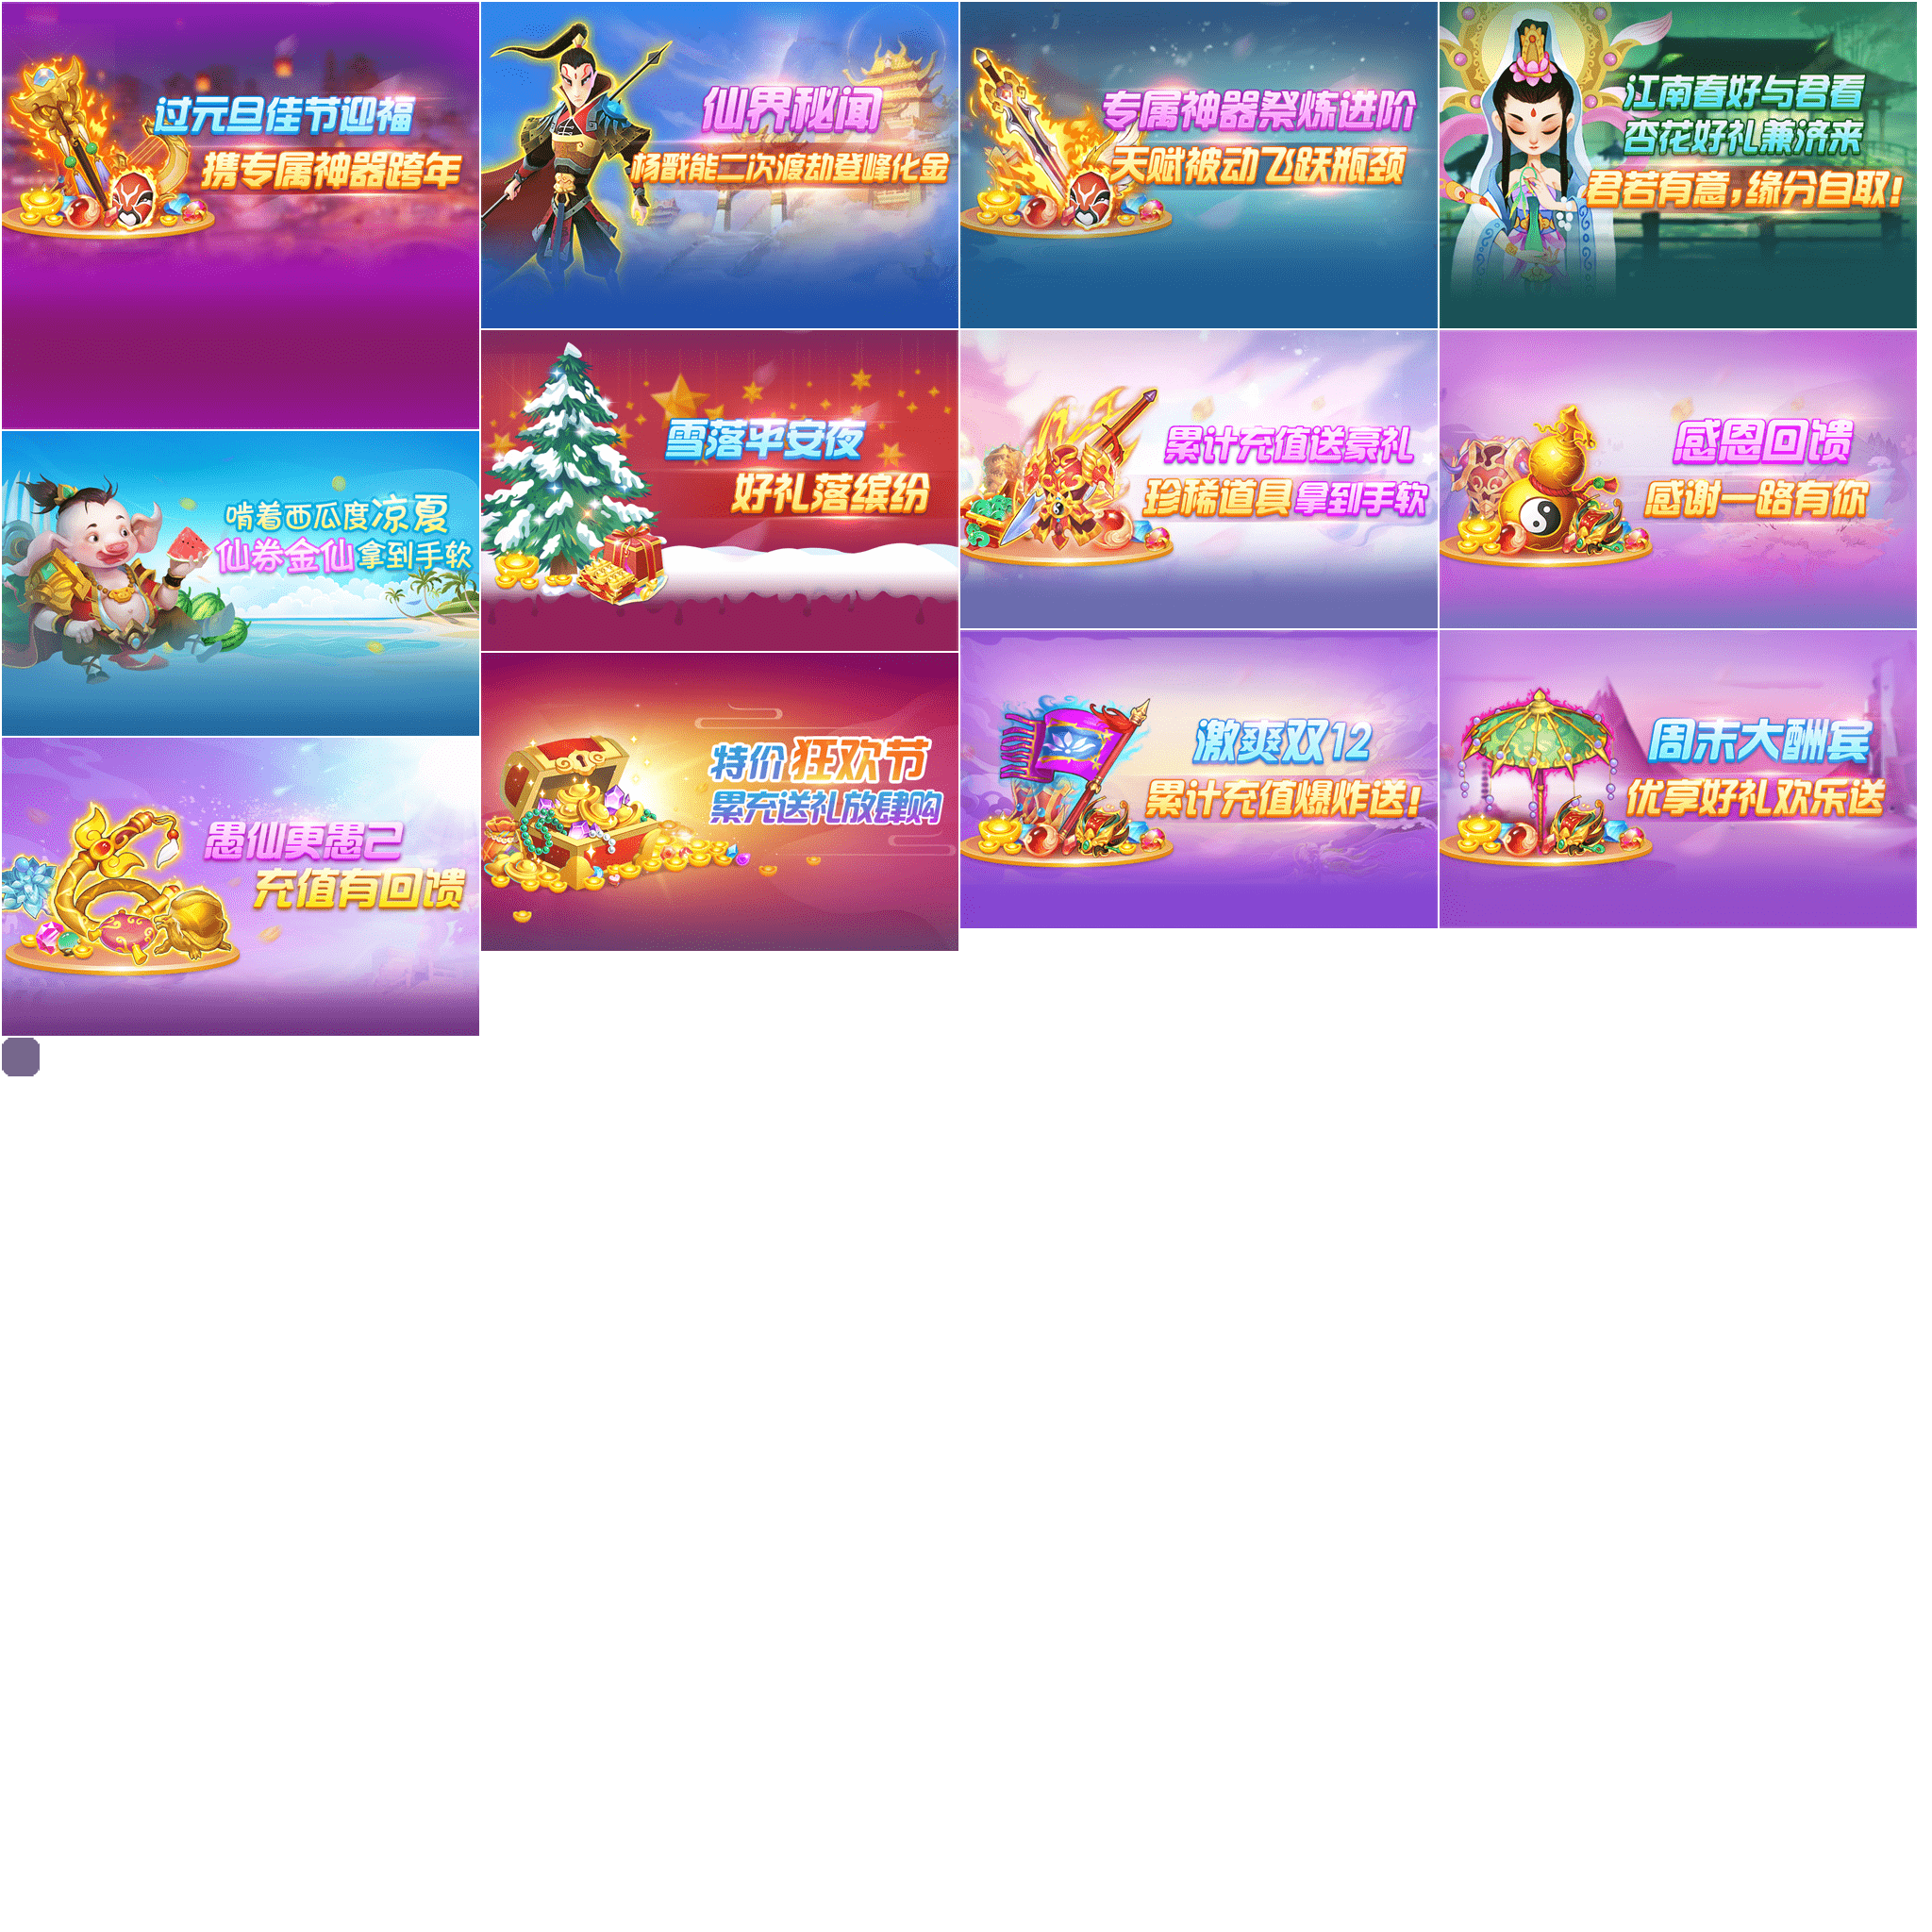 过元旦佳节迎福
携专属神器跨年
仙界秘闻
杨戬能二次渡劫登峰化金
专属神器祭炼进阶
天赋被动飞跃瓶颈
江南春好与君看
杏花好礼兼济来
君若有意,缘分自取!
啃着西瓜度凉夏
仙券金仙拿到手软
雪落平安夜
好礼落缤纷
累计充值送豪礼
珍稀道具拿到手软
感恩回馈
感谢一路有你
愚仙更愚己
充值有回馈
特价狂欢节
累充送礼放肆购
激爽双12
累计充值爆炸送!
周末大酬宾
优享好礼欢乐送